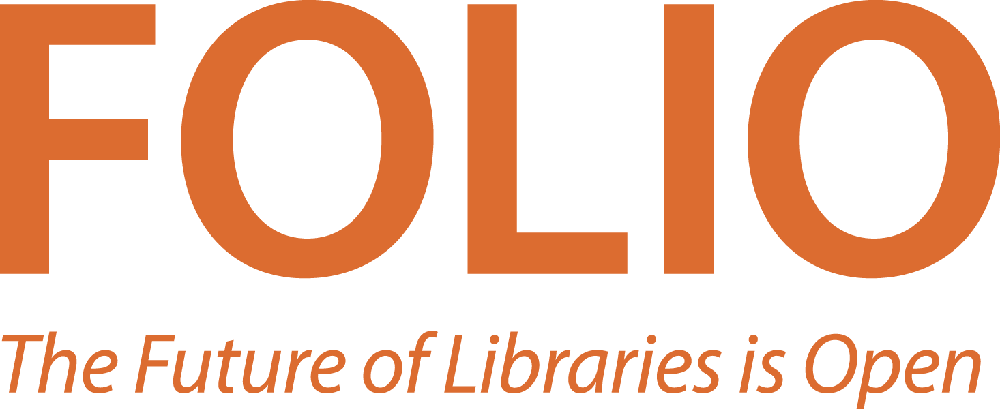 FOLIO
The Future of Libraries is Open